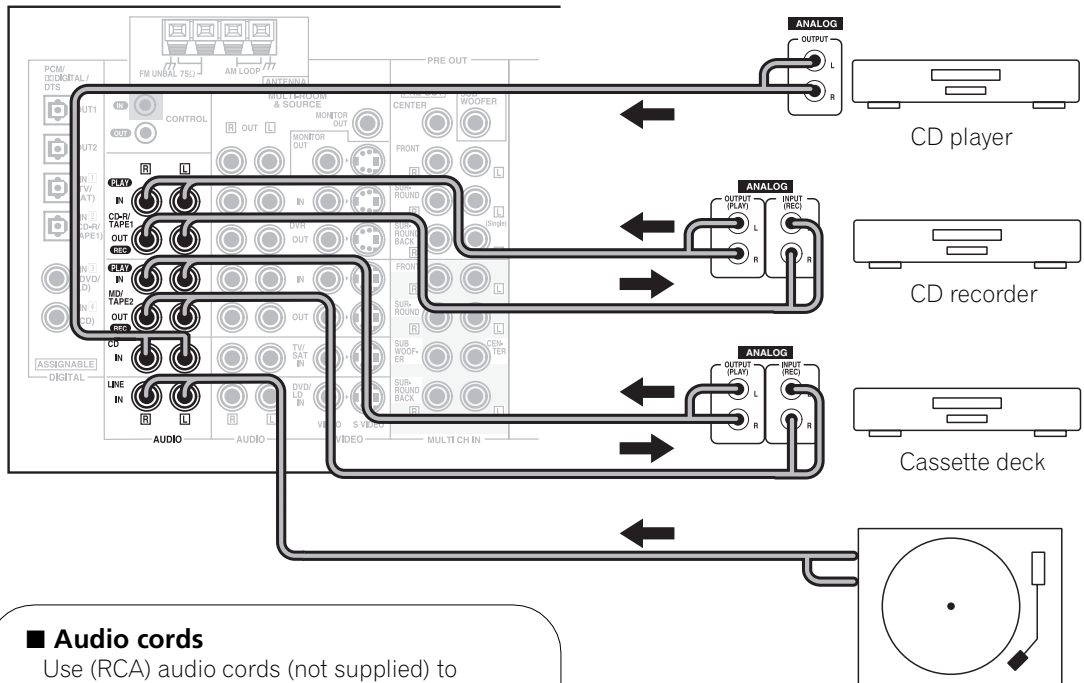 ANALOG
OUTPUT
L
R
CD player
PCM/
DIGITAL/
DTS
FM UNBAL 75Ω
AM LOOP
ANTENNA
PRE OUT
OUT1
OUT2
IN 1
TV/
SAT)
IN 2
CD-R/
TAPE1)
IN 3
DVD/
LD)
IN 4
(CD)
ASSIGNABLE
DIGITAL
IN
CONTROL
OUT
MULTI-ROOM
& SOURCE
R OUT L
MONITOR
OUT
MONITOR
OUT
CENTER
SUB
WOOFER
FRONT
L
SUR-
ROUND
L
(Single)
SUR-
ROUND
BACK
R
IN
DVR
OUT
IN
OUT
TV/
SAT
IN
DVD/
LD
IN
FRONT
L
SUR-
ROUND
R
L
SUB
WOOF-
ER
CEN-
TER
SUR-
ROUND
BACK
R
L
R
L
PLAY
IN
CD-R/
TAPE1
OUT
REC
PLAY
IN
MD/
TAPE2
OUT
REC
CD
IN
LINE
IN
R
L
AUDIO
R
L
AUDIO
VIDEO
S VIDEO
VIDEO
MULTI CH IN
ANALOG
OUTPUT
(PLAY)
INPUT
(REC)
L
R
CD recorder
ANALOG
OUTPUT
(PLAY)
INPUT
(REC)
L
R
Cassette deck
■ Audio cords
Use (RCA) audio cords (not supplied) to